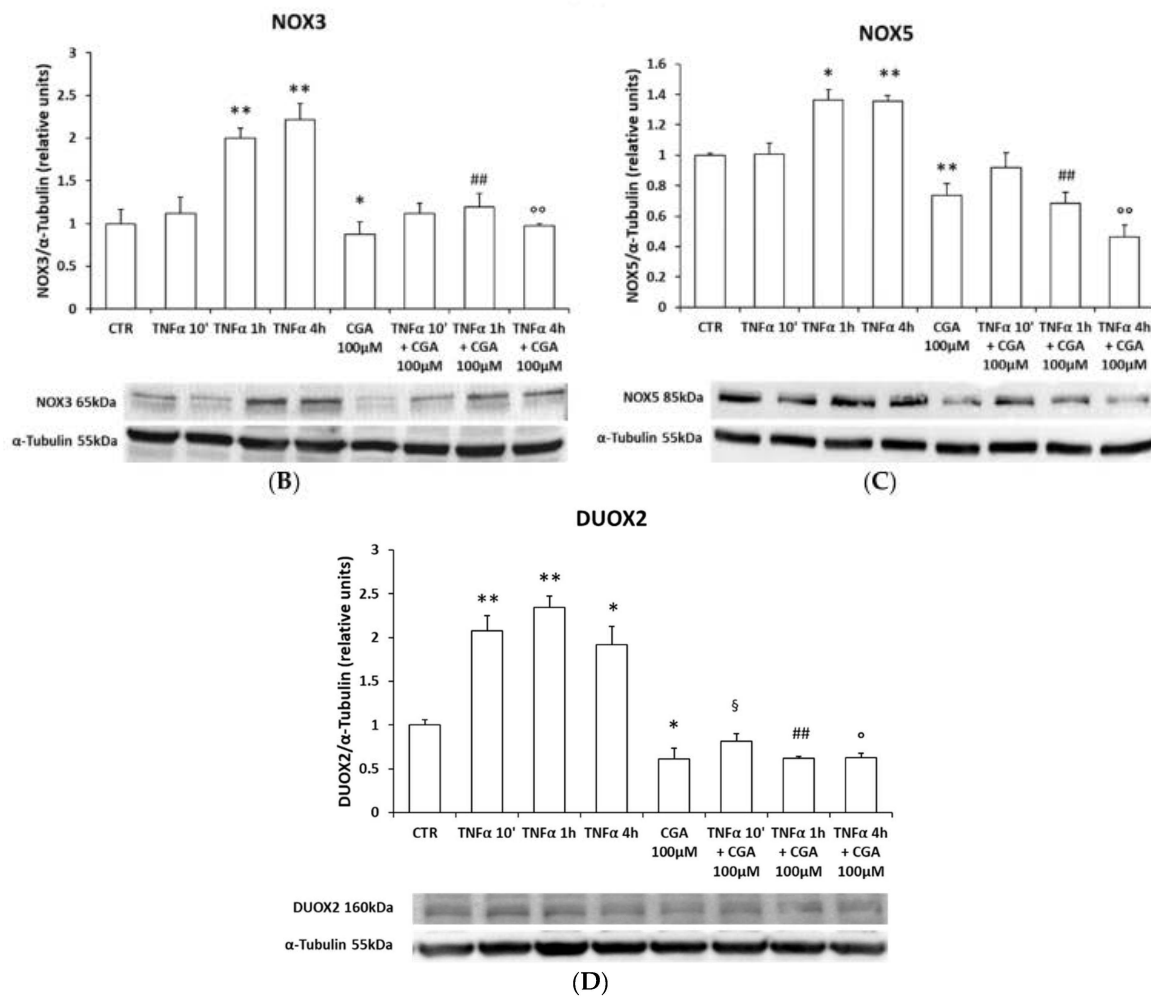 NOX3
NOX3/α-Tubulin (relative units)
3
2.5
2
1.5
1
0.5
0
** ** * ## °°
CTR TNFα 10' TNFα 1h TNFα 4h CGA TNFα 10' TNFα 1h TNFα 4h
100μM + CGA + CGA + CGA
100μM 100μM 100μM
NOX3 65kDa
α-Tubulin 55kDa
(B)
NOX5
NOX5/α-Tubulin (relative units)
1.6
1.4
1.2
1
0.8
0.6
0.4
0.2
0
* ** ** ## °°
CTR TNFα 10' TNFα 1h TNFα 4h CGA TNFα 10' TNFα 1h TNFα 4h
100μM + CGA + CGA + CGA
100μM 100μM 100μM
NOX5 85kDa
α-Tubulin 55kDa
(C)
DUOX2
DUOX2/α-Tubulin (relative units)
3
2.5
2
1.5
1
0.5
0
** ** * * § ## °
CTR TNFα 10' TNFα 1h TNFα 4h CGA TNFα 10' TNFα 1h TNFα 4h
100μM + CGA + CGA + CGA
100μM 100μM 100μM
DUOX2 160kDa
α-Tubulin 55kDa
(D)